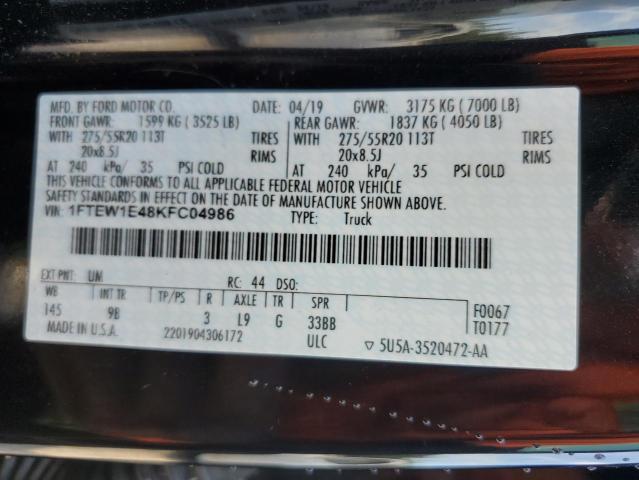 MFD. BY FORD MOTOR CO. DATE: 04/19 GVWR: 3175 KG ( 7000 LB)
FRONT GAWR: 1599 KG ( 3525 LB) REAR GAWR: 1837 KG ( 4050 LB)
WITH 275/55R20 113T TIRES WITH 275/55R20 113T TIRES
20x8.5J RIMS 20x8.5J RIMS
AT 240 kPa/ 35 PSI COLD AT 240 kPa/ 35 PSI COLD
THIS VEHICLE CONFORMS TO ALL APPLICABLE FEDERAL MOTOR VEHICLE
SAFETY STANDARDS IN EFFECT ON THE DATE OF MANUFACTURE SHOWN ABOVE.
VIN: 1FTEW1E48KFC04986 TYPE: Truck
EXT PNT: UM RC: 44 DSO:
WB INT TR TP/PS R AXLE TR SPR F0067
145 9B 3 L9 G 33BB T0177
MADE IN U.S.A. 2201904306172 ULC ▽ 5U5A-3520472-AA